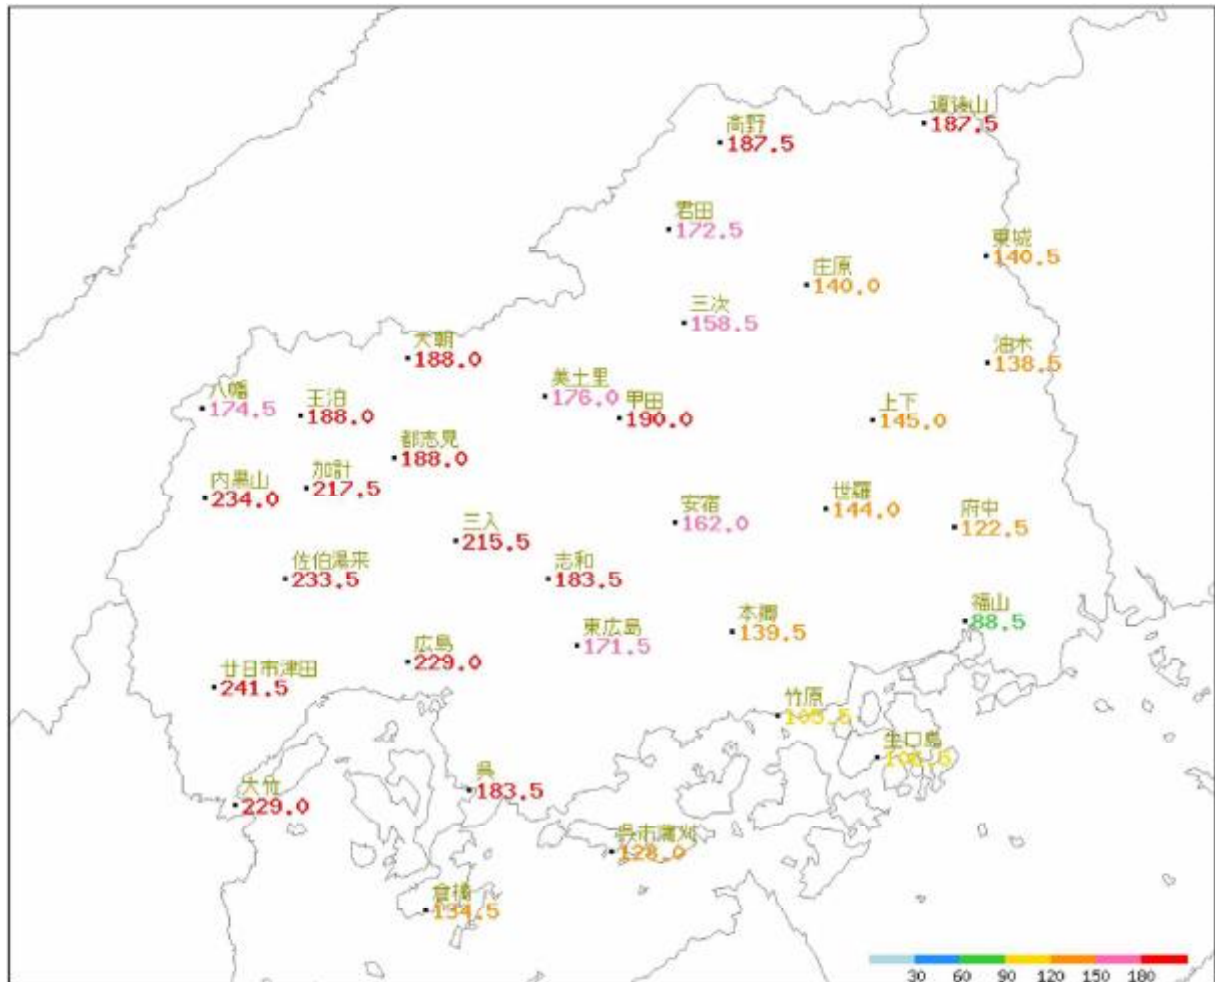 道後山
187.5
高野
187.5
君田
172.5
東城
140.5
庄原
140.0
三次
158.5
大朝
188.0
油木
138.5
八幡
174.5
王泊
188.0
美土里
176.0
甲田
190.0
上下
145.0
都志見
188.0
内黒山
234.0
加計
217.5
安宿
162.0
世羅
144.0
府中
122.5
三入
215.5
佐伯湯来
233.5
志和
183.5
本郷
139.5
福山
88.5
東広島
171.5
広島
229.0
廿日市津田
241.5
竹原
105.5
生口島
106.5
大竹
229.0
呉
183.5
呉市蒲刈
128.0
倉橋
134.5
30 60 90 120 150 180